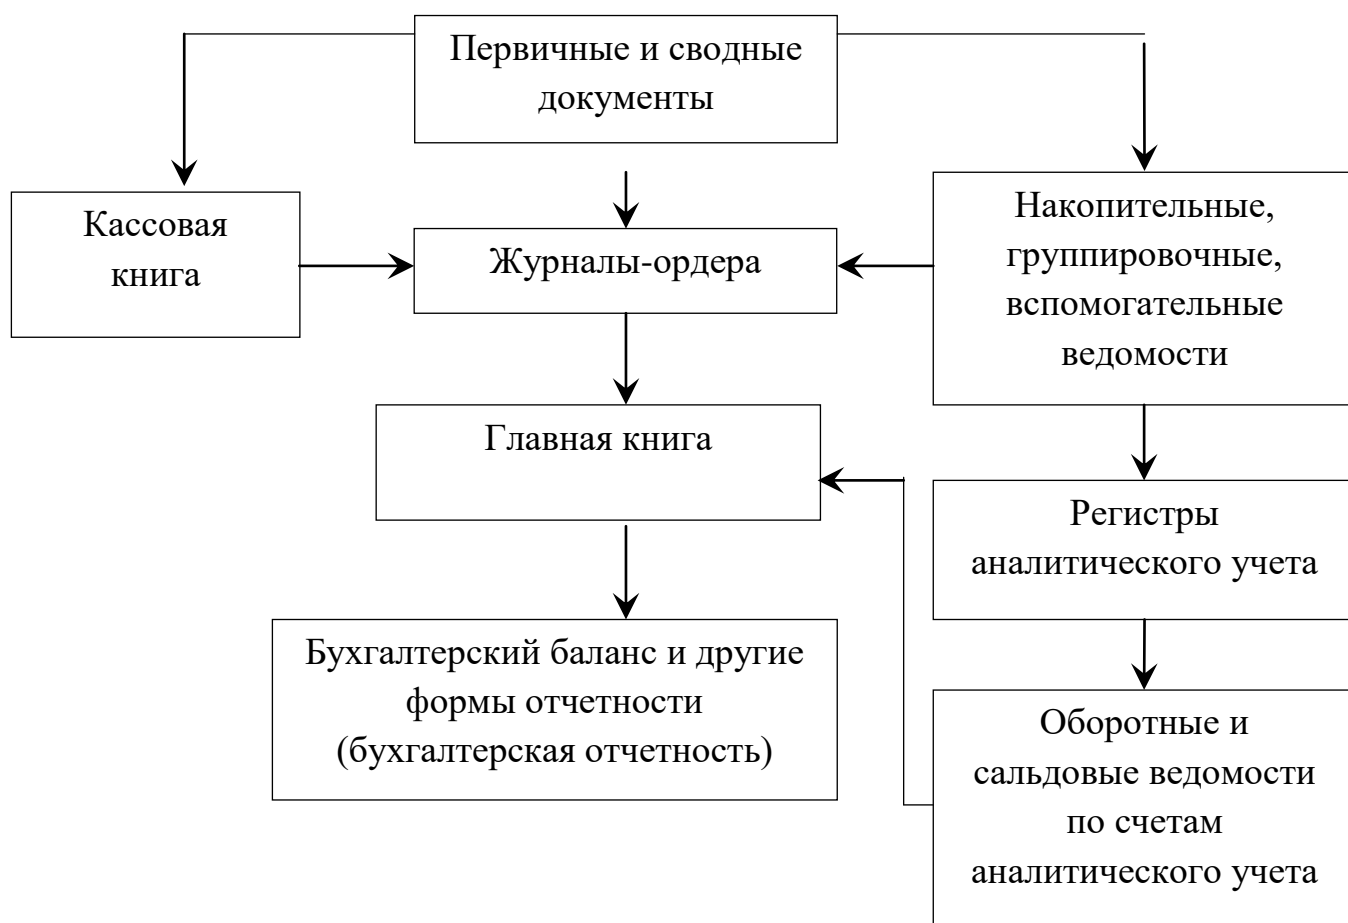 Первичные и сводные
документы
Кассовая
книга
Журналы-ордера
Накопительные,
группировочные,
вспомогательные
ведомости
Главная книга
Регистры
аналитического учета
Бухгалтерский баланс и другие
формы отчетности
(бухгалтерская отчетность)
Оборотные и
сальдовые ведомости
по счетам
аналитического учета